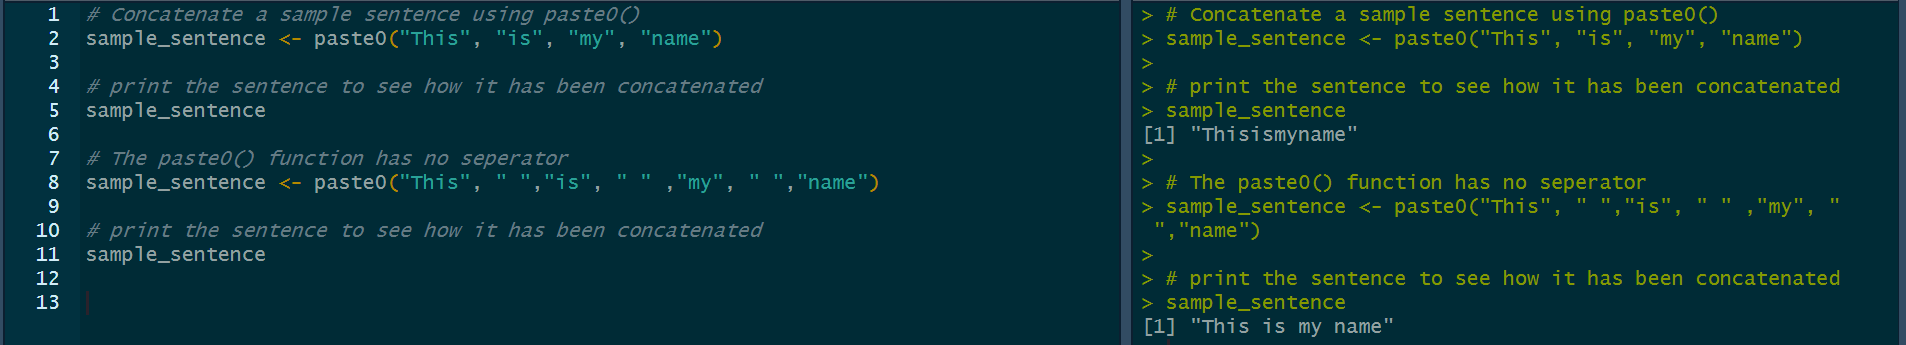 1 # Concatenate a sample sentence using paste0()
2 sample_sentence <- paste0("This", "is", "my", "name")
3
4 # print the sentence to see how it has been concatenated
5 sample_sentence
6
7 # The paste0() function has no seperator
8 sample_sentence <- paste0("This", " ","is", " " ,"my", " ","name")
9
10 # print the sentence to see how it has been concatenated
11 sample_sentence
12
13
> # Concatenate a sample sentence using paste0()
> sample_sentence <- paste0("This", "is", "my", "name")
>
> # print the sentence to see how it has been concatenated
> sample_sentence
[1] "Thisismyname"
>
> # The paste0() function has no seperator
> sample_sentence <- paste0("This", " ","is", " " ,"my", "
 ","name")
>
> # print the sentence to see how it has been concatenated
> sample_sentence
[1] "This is my name"